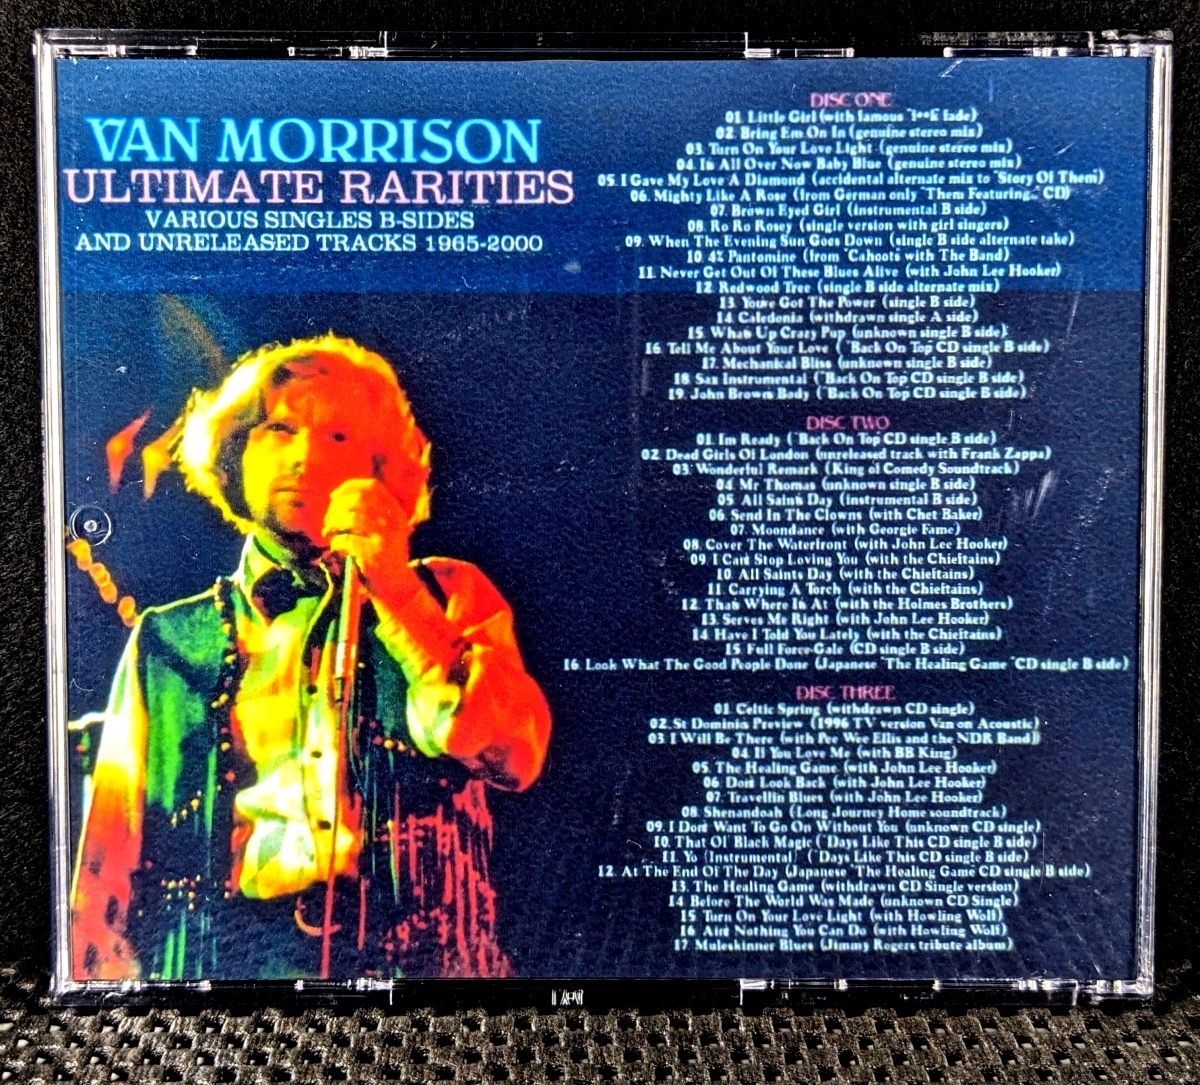 VAN MORRISON
ULTIMATE RARITIES
VARIOUS SINGLES B-SIDES
AND UNRELEASED TRACKS 1965-2000
DISC ONE
01. Little Girl (with famous "f**k fade)
02. Bring Em On In (genuine stereo mix)
03. Turn On Your Love Light (genuine stereo mix)
04. Its All Over Now Baby Blue (genuine stereo mix)
05. I Gave My Love A Diamond (accidental alternate mix to "Story Of Them)
06. Mighty Like A Rose (from German only "Them Featuring.." CD)
07. Brown Eyed Girl (instrumental B side)
08. Ro Ro Rosey (single version with girl singers)
09. When The Evening Sun Goes Down (single B side alternate take)
10. 4% Pantomine (from "Cahoots with The Band)
11. Never Get Out Of These Blues Alive (with John Lee Hooker)
12. Redwood Tree (single B side alternate mix)
13. Youve Got The Power (single B side)
14. Caledonia (withdrawn single A side)
15. Whats Up Crazy Pup (unknown single B side)
16. Tell Me About Your Love ("Back On Top CD single B side)
17. Mechanical Bliss (unknown single B side)
18 Sax Instrumental ("Back On Top CD single B side)
19. John Browns Body ("Back On Top CD single B side)
DISC TWO
01. Im Ready ("Back On Top CD single B side)
02. Dead Girls Of London (unreleased track with Frank Zappa)
03. Wonderful Remark (King of Comedy Soundtrack)
04. Mr Thomas (unknown single B side)
05 All Saints Day (instrumental B side)
06. Send In The Clowns (with Chet Baker)
07. Moondance (with Georgie Fame)
08. Cover The Waterfront (with John Lee Hooker)
09. I Cant Stop Loving You (with the Chieftains)
10. All Saints Day (with the Chieftains)
11. Carrying A Torch (with the Chieftains)
12. Thats Where Its At (with the Holmes Brothers)
13. Serves Me Right (with John Lee Hooker)
14 Have I Told You Lately (with the Chieftains)
15. Full Force Gale (CD single B side)
16. Look What The Good People Done (Japanese "The Healing Game "CD single B side)
DISC THREE
01 Celtic Spring (withdrawn CD single)
02. St Dominics Preview (1996 TV version Van on Acoustic)
03. I Will Be There (with Pee Wee Ellis and the NDR Band))
04. If You Love Me (with BB King)
05. The Healing Game (with John Lee Hooker)
06. Dont Look Back (with John Lee Hooker)
07. Travellin Blues (with John Lee Hooker)
08. Shenandoah (Long Journey Home soundtrack)
09. I Dont Want To Go On Without You (unknown CD single)
10. That Ol' Black Magic ("Days Like This CD single B side)
11. Yo (Instrumental) ("Days Like This CD single B side)
12. At The End Of The Day (Japanese "The Healing Game CD single B side)
13. The Healing Game (withdrawn CD Single version)
14 Before The World Was Made (unknown CD Single)
15 Turn On Your Love Light (with Howling Wolf)
16 Aint Nothing You Can Do (with Howling Wolf)
17 Muleskinner Blues (Jimmy Rogers tribute album)